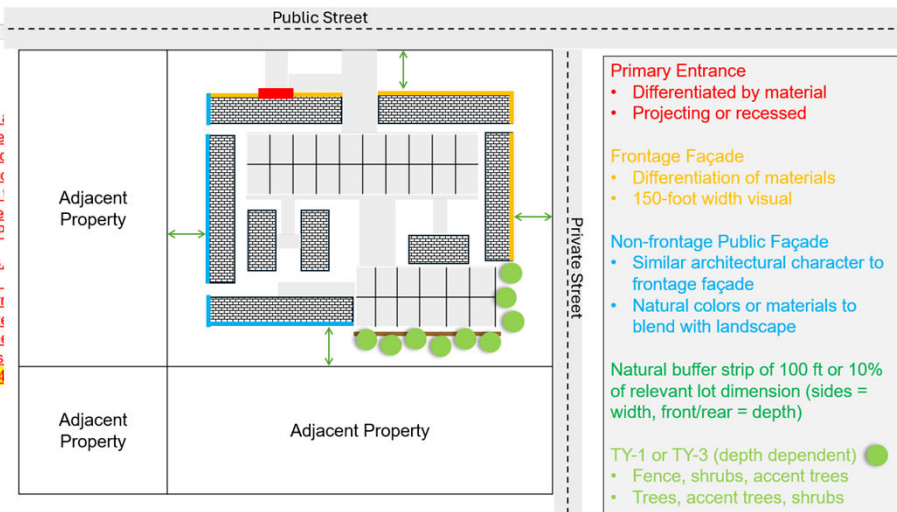 Public Street
Adjacent
Property
Private Street
Adjacent
Property
Adjacent Property
Primary Entrance
• Differentiated by material
• Projecting or recessed
Frontage Façade
• Differentiation of materials
• 150-foot width visual
Non-frontage Public Façade
• Similar architectural character to
frontage façade
• Natural colors or materials to
blend with landscape
Natural buffer strip of 100 ft or 10%
of relevant lot dimension (sides =
width, front/rear = depth)
TY-1 or TY-3 (depth dependent)
• Fence, shrubs, accent trees
• Trees, accent trees, shrubs